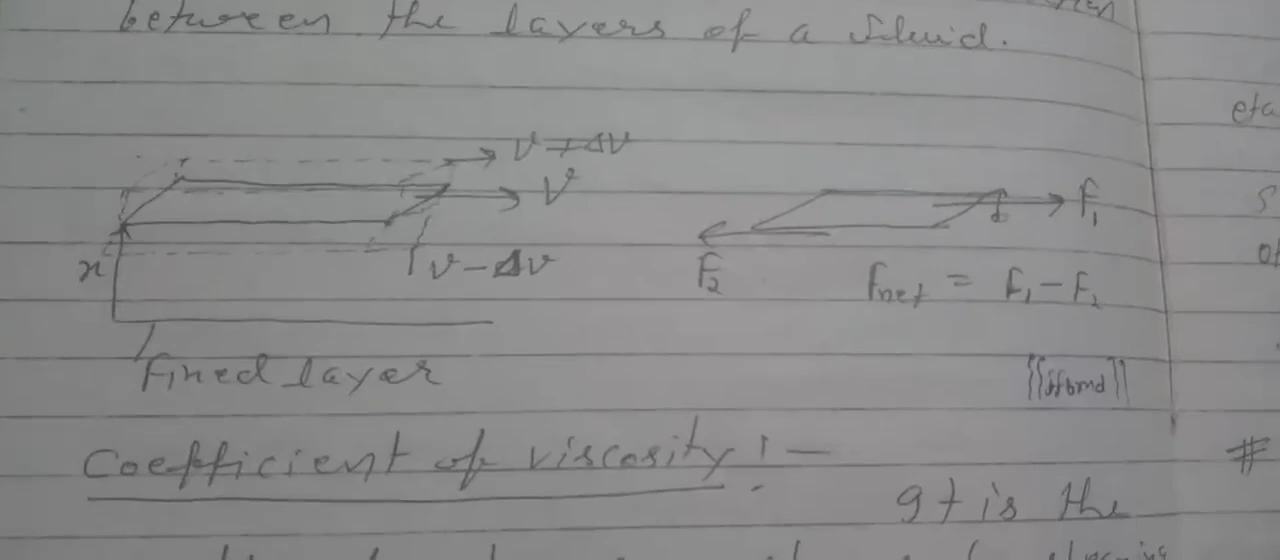 between the layers of a fluid.
V + ΔV
V
V - ΔV
x
Fixed layer
F₁
F₂
Fnet = F₁ - F₂
Coefficient of viscosity :-
It is the
#